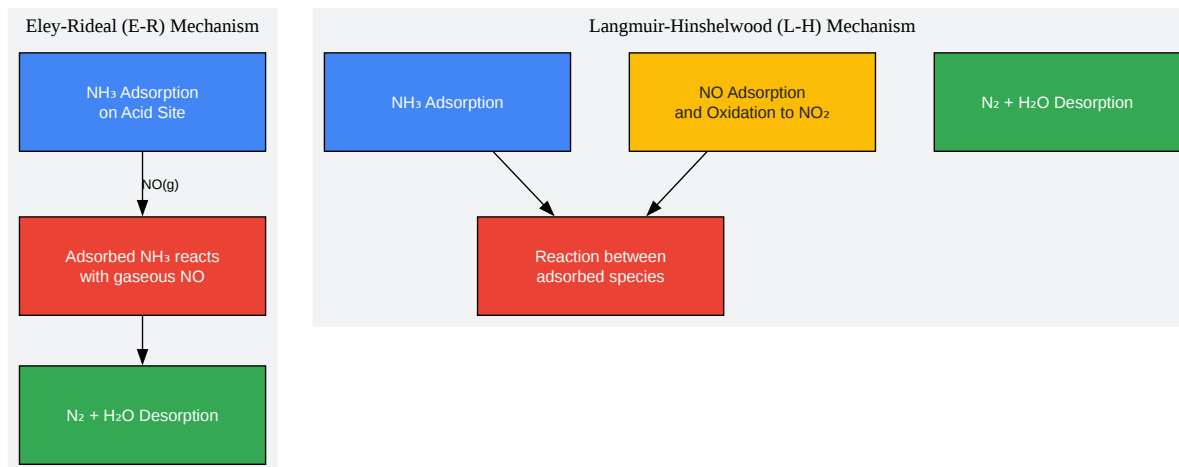 Eley-Rideal (E-R) Mechanism
NH₃ Adsorption
on Acid Site
NO(g)
Adsorbed NH₃ reacts
with gaseous NO
N₂ + H₂O Desorption
Langmuir-Hinshelwood (L-H) Mechanism
NH₃ Adsorption
NO Adsorption
and Oxidation to NO₂
N₂ + H₂O Desorption
Reaction between
adsorbed species